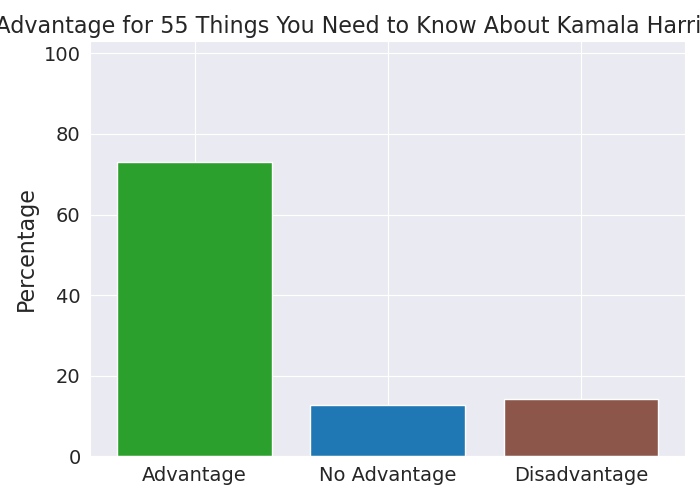 Advantage for 55 Things You Need to Know About Kamala Harri
100
80
60
40
20
0
Percentage
Advantage No Advantage Disadvantage